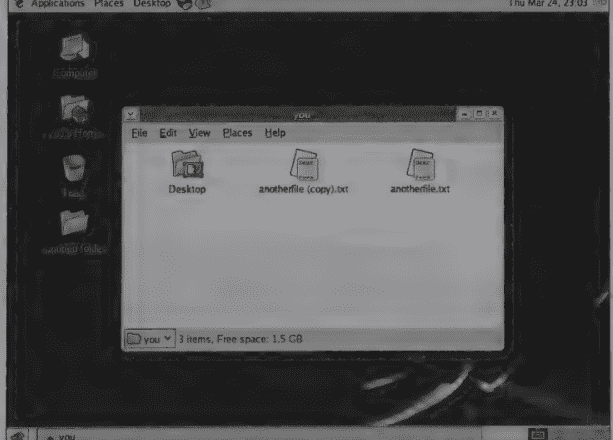 Applications Places Desktop
Thu Mar 24, 23:03
Computer
you
File Edit View Places Help
Desktop
anotherfile (copy).txt
anotherfile.txt
you
3 items, Free space: 1.5 GB
you